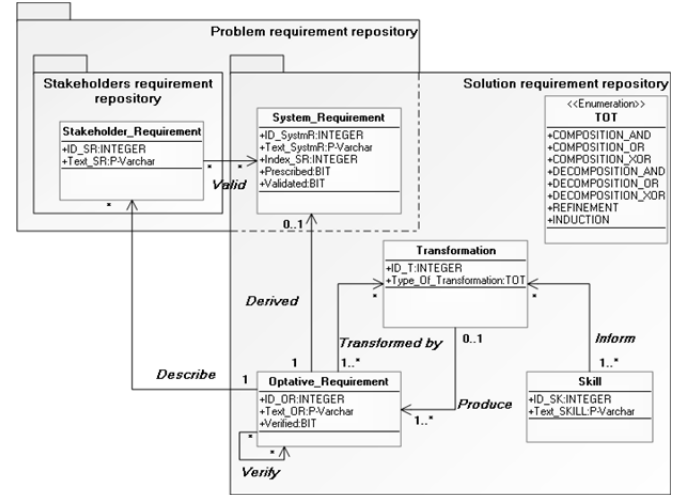 Problem requirement repository
Stakeholders requirement
repository
Solution requirement repository
Stakeholder_Requirement
+ID_SR:INTEGER
+Text_SR:P-Varchar
System_Requirement
+ID_SystmR:INTEGER
+Text_SystmR:P-Varchar
+Index_SR:INTEGER
+Prescribed:BIT
+Validated:BIT
<<Enumeration>>
TOT
+COMPOSITION_AND
+COMPOSITION_OR
+COMPOSITION_XOR
+DECOMPOSITION_AND
+DECOMPOSITION_OR
+DECOMPOSITION_XOR
+REFINEMENT
+INDUCTION
* *
Valid
*
0..1
Transformation
+ID_T:INTEGER
+Type_Of_Transformation:TOT
* *
Derived
Transformed by
0..1
Inform
Describe
1
1
1..*
1..*
Optative_Requirement
+ID_OR:INTEGER
+Text_OR:P-Varchar
+Verified:BIT
Produce
1..*
Skill
+ID_SK:INTEGER
+Text_SKILL:P-Varchar
*
*
Verify